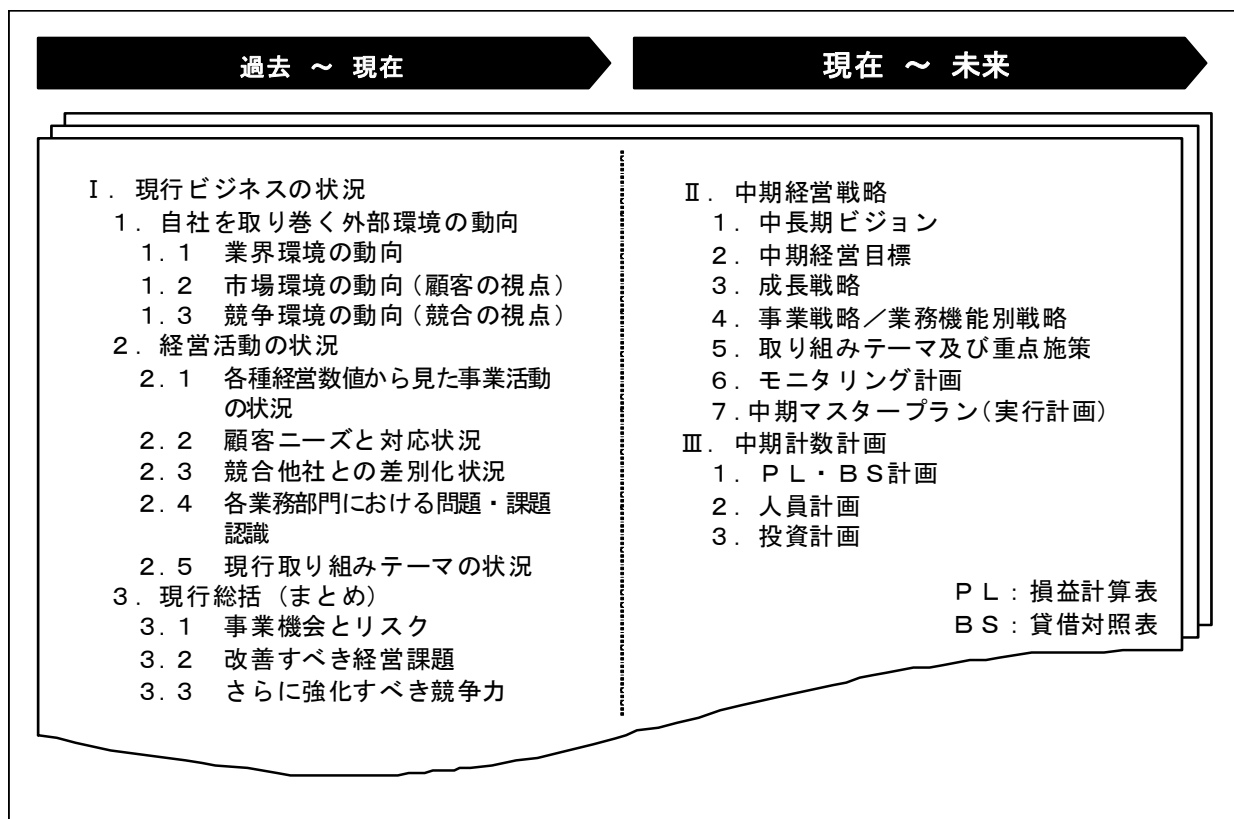 過去 ～ 現在
現在 ～ 未来
Ⅰ． 現行ビジネスの状況
１．自社を取り巻く外部環境の動向
１．１ 業界環境の動向
１．２ 市場環境の動向（顧客の視点）
１．３ 競争環境の動向（競合の視点）
２．経営活動の状況
２．１ 各種経営数値から見た事業活動
の状況
２．２ 顧客ニーズと対応状況
２．３ 競合他社との差別化状況
２．４ 各業務部門における問題・課題
認識
２．５ 現行取り組みテーマの状況
３．現行総括（まとめ）
３．１ 事業機会とリスク
３．２ 改善すべき経営課題
３．３ さらに強化すべき競争力
Ⅱ． 中期経営戦略
１．中長期ビジョン
２．中期経営目標
３．成長戦略
４．事業戦略／業務機能別戦略
５．取り組みテーマ及び重点施策
６．モニタリング計画
７．中期マスタープラン（実行計画）
Ⅲ． 中期計数計画
１．ＰＬ・ＢＳ計画
２．人員計画
３．投資計画
ＰＬ：損益計算表
ＢＳ：貸借対照表